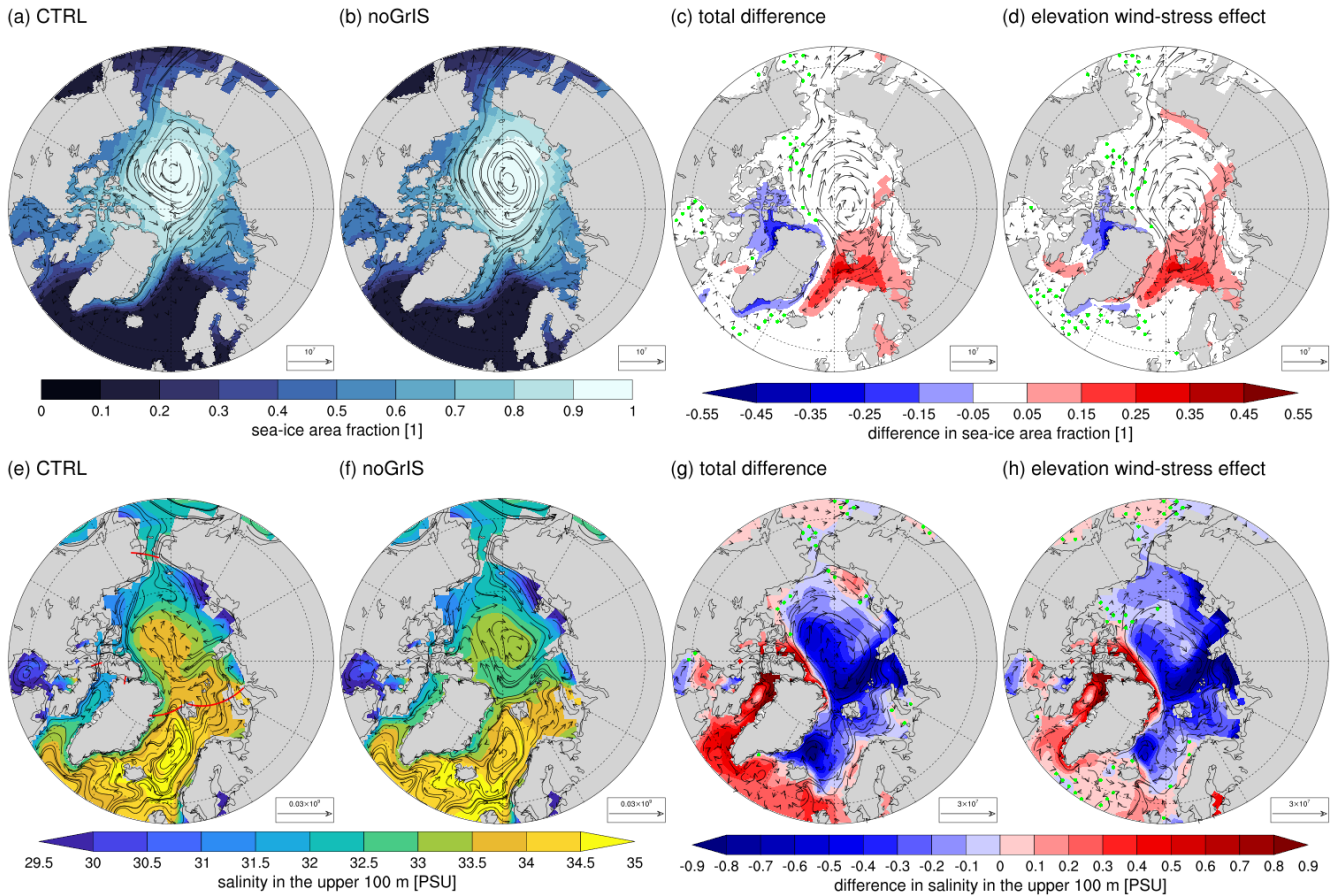 (a) CTRL
(b) noGrIS
(c) total difference
(d) elevation wind-stress effect
10⁷
10⁷
10⁷
10⁷
0 0.1 0.2 0.3 0.4 0.5 0.6 0.7 0.8 0.9 1
sea-ice area fraction [1]
-0.55 -0.45 -0.35 -0.25 -0.15 -0.05 0.05 0.15 0.25 0.35 0.45 0.55
difference in sea-ice area fraction [1]
(e) CTRL
(f) noGrIS
(g) total difference
(h) elevation wind-stress effect
0.03×10⁹
0.03×10⁹
3×10⁷
3×10⁷
29.5 30 30.5 31 31.5 32 32.5 33 33.5 34 34.5 35
salinity in the upper 100 m [PSU]
-0.9 -0.8 -0.7 -0.6 -0.5 -0.4 -0.3 -0.2 -0.1 0 0.1 0.2 0.3 0.4 0.5 0.6 0.7 0.8 0.9
difference in salinity in the upper 100 m [PSU]